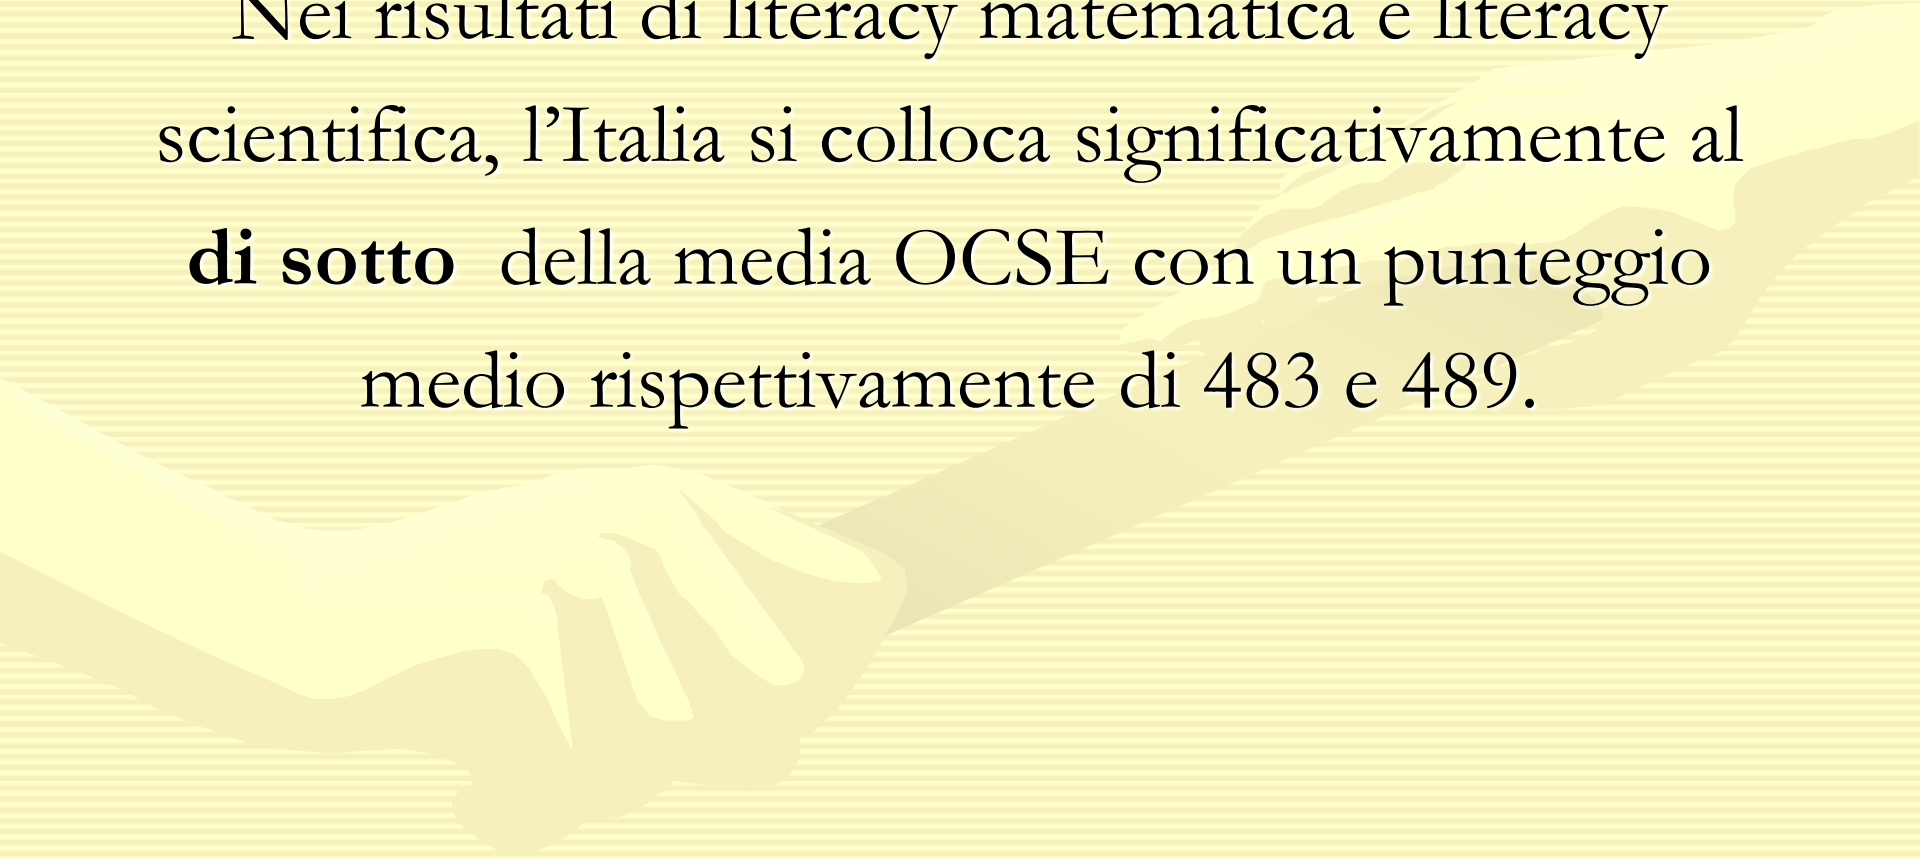 Nei risultati di literacy matematica e literacy
scientifica, l’Italia si colloca significativamente al
di sotto  della media OCSE con un punteggio
medio rispettivamente di 483 e 489.